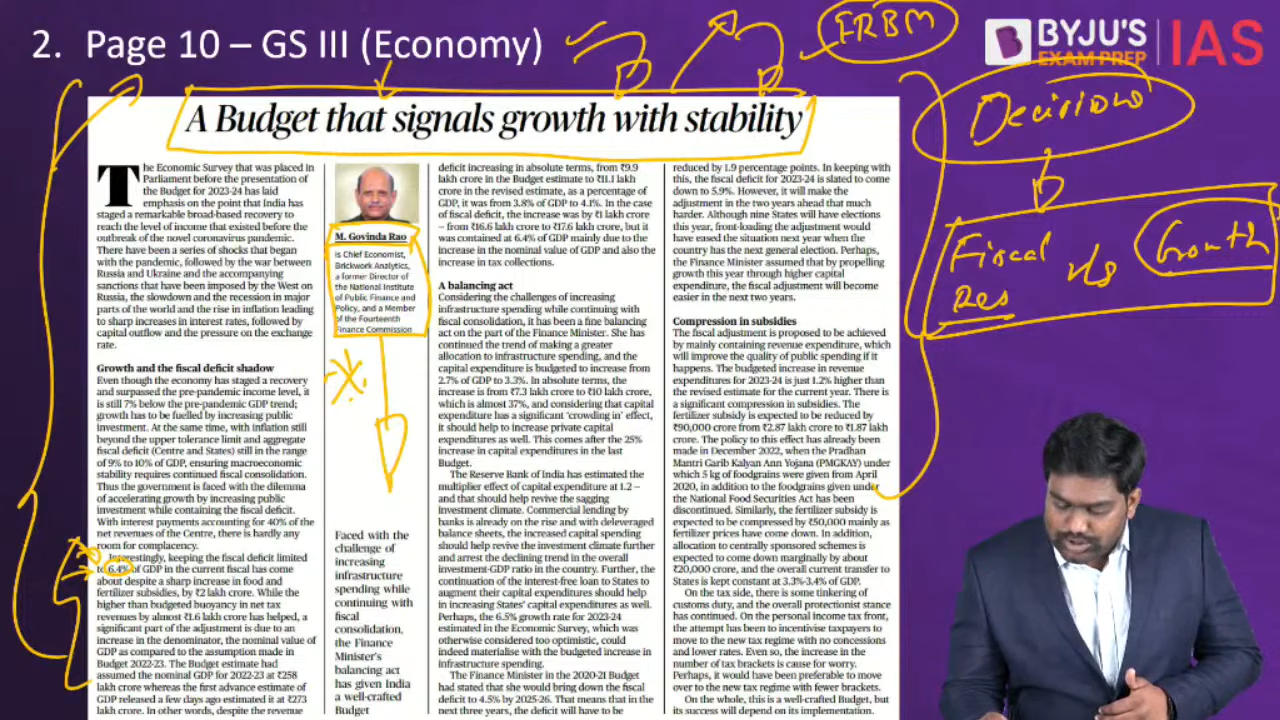 2. Page 10 – GS III (Economy)
FRBM
BYJU'S
EXAM PREP
IAS
Decisions
Fiscal
Res
v/s
Growth
A Budget that signals growth with stability
The Economic Survey that was placed in
Parliament before the presentation of
the Budget for 2023-24 has laid
emphasis on the point that India has
staged a remarkable broad-based recovery to
reach the level of income that existed before the
outbreak of the novel coronavirus pandemic.
There have been a series of shocks that began
with the pandemic, followed by the war between
Russia and Ukraine and the accompanying
sanctions that have been imposed by the West on
Russia, the slowdown and the recession in major
parts of the world and the rise in inflation leading
to sharp increases in interest rates, followed by
capital outflow and the pressure on the exchange
rate.
Growth and the fiscal deficit shadow
Even though the economy has staged a recovery
and surpassed the pre-pandemic income level, it
is still 7% below the pre-pandemic GDP trend;
growth has to be fuelled by increasing public
investment. At the same time, with inflation still
beyond the upper tolerance limit and aggregate
fiscal deficit (Centre and States) still in the range
of 9% to 10% of GDP, ensuring macroeconomic
stability requires continued fiscal consolidation.
Thus the government is faced with the dilemma
of accelerating growth by increasing public
investment while containing the fiscal deficit.
With interest payments accounting for 40% of the
net revenues of the Centre, there is hardly any
room for complacency.
Interestingly, keeping the fiscal deficit limited
to 6.4% of GDP in the current fiscal has come
about despite a sharp increase in food and
fertilizer subsidies, by ₹2 lakh crore. While the
higher than budgeted buoyancy in net tax
revenues by almost ₹1.6 lakh crore has helped, a
significant part of the adjustment is due to an
increase in the denominator, the nominal value of
GDP as compared to the assumption made in
Budget 2022-23. The Budget estimate had
assumed the nominal GDP for 2022-23 at ₹258
lakh crore whereas the first advance estimate of
GDP released a few days ago estimated it at ₹273
lakh crore. In other words, despite the revenue
M. Govinda Rao
is Chief Economist,
Brickwork Analytics,
a former Director of
the National Institute
of Public Finance and
Policy, and a Member
of the Fourteenth
Finance Commission
Faced with the
challenge of
increasing
infrastructure
spending while
continuing with
fiscal
consolidation,
the Finance
Minister's
balancing act
has given India
a well-crafted
Budget
deficit increasing in absolute terms, from ₹9.9
lakh crore in the Budget estimate to ₹11.1 lakh
crore in the revised estimate, as a percentage of
GDP, it was from 3.8% of GDP to 4.1%. In the case
of fiscal deficit, the increase was by ₹1 lakh crore
– from ₹16.6 lakh crore to ₹17.6 lakh crore, but it
was contained at 6.4% of GDP mainly due to the
increase in the nominal value of GDP and also the
increase in tax collections.
A balancing act
Considering the challenges of increasing
infrastructure spending while continuing with
fiscal consolidation, it has been a fine balancing
act on the part of the Finance Minister. She has
continued the trend of making a greater
allocation to infrastructure spending, and the
capital expenditure is budgeted to increase from
2.7% of GDP to 3.3%. In absolute terms, the
increase is from ₹7.3 lakh crore to ₹10 lakh crore,
which is almost 37%, and considering that capital
expenditure has a significant 'crowding in' effect,
it should help to increase private capital
expenditures as well. This comes after the 25%
increase in capital expenditures in the last
Budget.
The Reserve Bank of India has estimated the
multiplier effect of capital expenditure at 1.2 –
and that should help revive the sagging
investment climate. Commercial lending by
banks is already on the rise and with deleveraged
balance sheets, the increased capital spending
should help revive the investment climate further
and arrest the declining trend in the overall
investment-GDP ratio in the country. Further, the
continuation of the interest-free loan to States to
augment their capital expenditures should help
in increasing States' capital expenditures as well.
Perhaps, the 6.5% growth rate for 2023-24
estimated in the Economic Survey, which was
otherwise considered too optimistic, could
indeed materialise with the budgeted increase in
infrastructure spending.
The Finance Minister in the 2020-21 Budget
had stated that she would bring down the fiscal
deficit to 4.5% by 2025-26. That means that in the
next three years, the deficit will have to be
reduced by 1.9 percentage points. In keeping with
this, the fiscal deficit for 2023-24 is slated to come
down to 5.9%. However, it will make the
adjustment in the two years ahead that much
harder. Although nine States will have elections
this year, front-loading the adjustment would
have eased the situation next year when the
country has the next general election. Perhaps,
the Finance Minister assumed that by propelling
growth this year through higher capital
expenditure, the fiscal adjustment will become
easier in the next two years.
Compression in subsidies
The fiscal adjustment is proposed to be achieved
by mainly containing revenue expenditure, which
will improve the quality of public spending if it
happens. The budgeted increase in revenue
expenditures for 2023-24 is just 1.2% higher than
the revised estimate for the current year. There is
a significant compression in subsidies. The
fertilizer subsidy is expected to be reduced by
₹90,000 crore from ₹2.87 lakh crore to ₹1.87 lakh
crore. The policy to this effect has already been
made in December 2022, when the Pradhan
Mantri Garib Kalyan Ann Yojana (PMGKAY) under
which 5 kg of foodgrains were given from April
2020, in addition to the foodgrains given under
the National Food Securities Act has been
discontinued. Similarly, the fertilizer subsidy is
expected to be compressed by ₹50,000 mainly as
fertilizer prices have come down. In addition,
allocation to centrally sponsored schemes is
expected to come down marginally by about
₹20,000 crore, and the overall current transfer to
States is kept constant at 3.3%-3.4% of GDP.
On the tax side, there is some tinkering of
customs duty, and the overall protectionist stance
has continued. On the personal income tax front,
the attempt has been to incentivise taxpayers to
move to the new tax regime with no concessions
and lower rates. Even so, the increase in the
number of tax brackets is cause for worry.
Perhaps, it would have been preferable to move
over to the new tax regime with fewer brackets.
On the whole, this is a well-crafted Budget, but
its success will depend on its implementation.